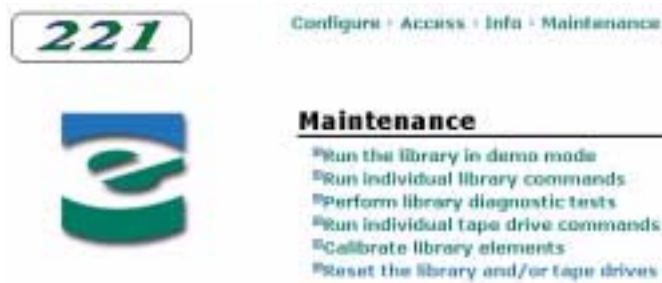 221
Configure · Access · Info · Maintenance
Maintenance
Run the library in demo mode
Run individual library commands
Perform library diagnostic tests
Run individual tape drive commands
Calibrate library elements
Reset the library and/or tape drives